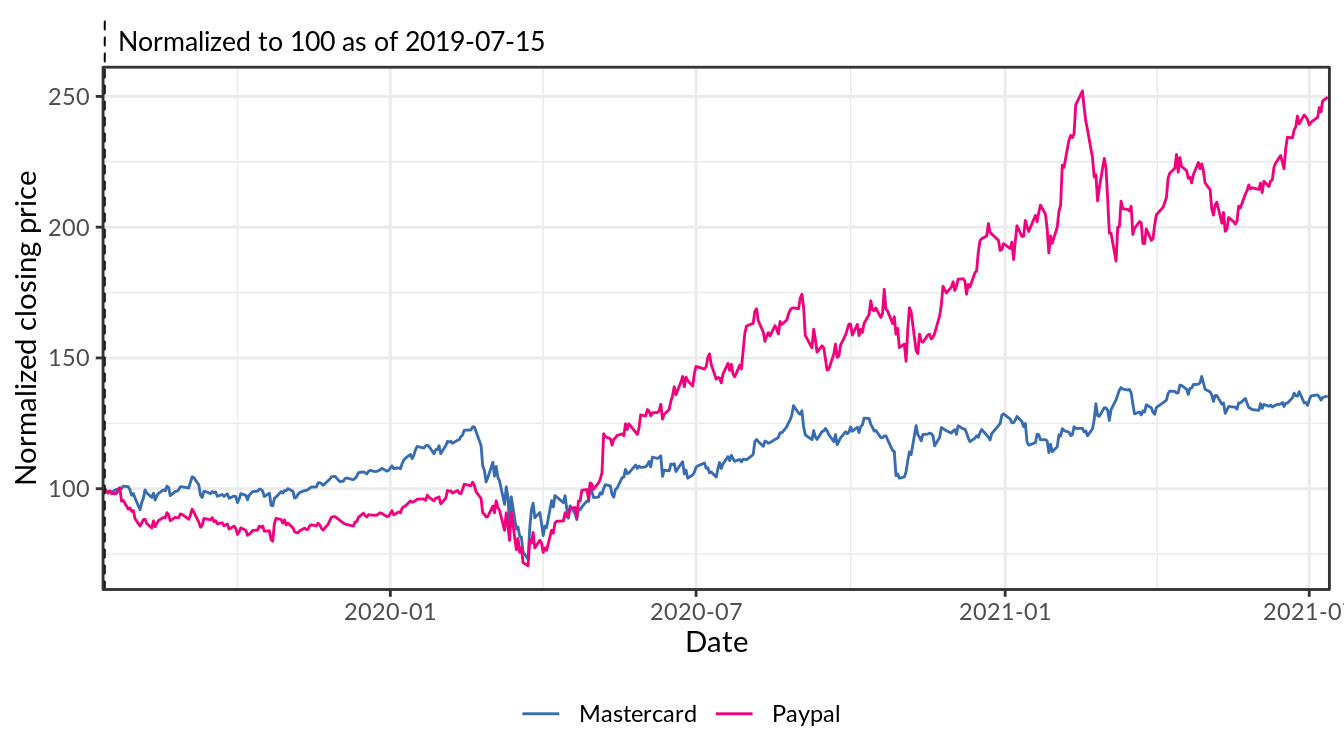 Normalized to 100 as of 2019-07-15
250
200
150
100
Normalized closing price
2020-01
2020-07
2021-01
2021-0
Date
Mastercard
Paypal